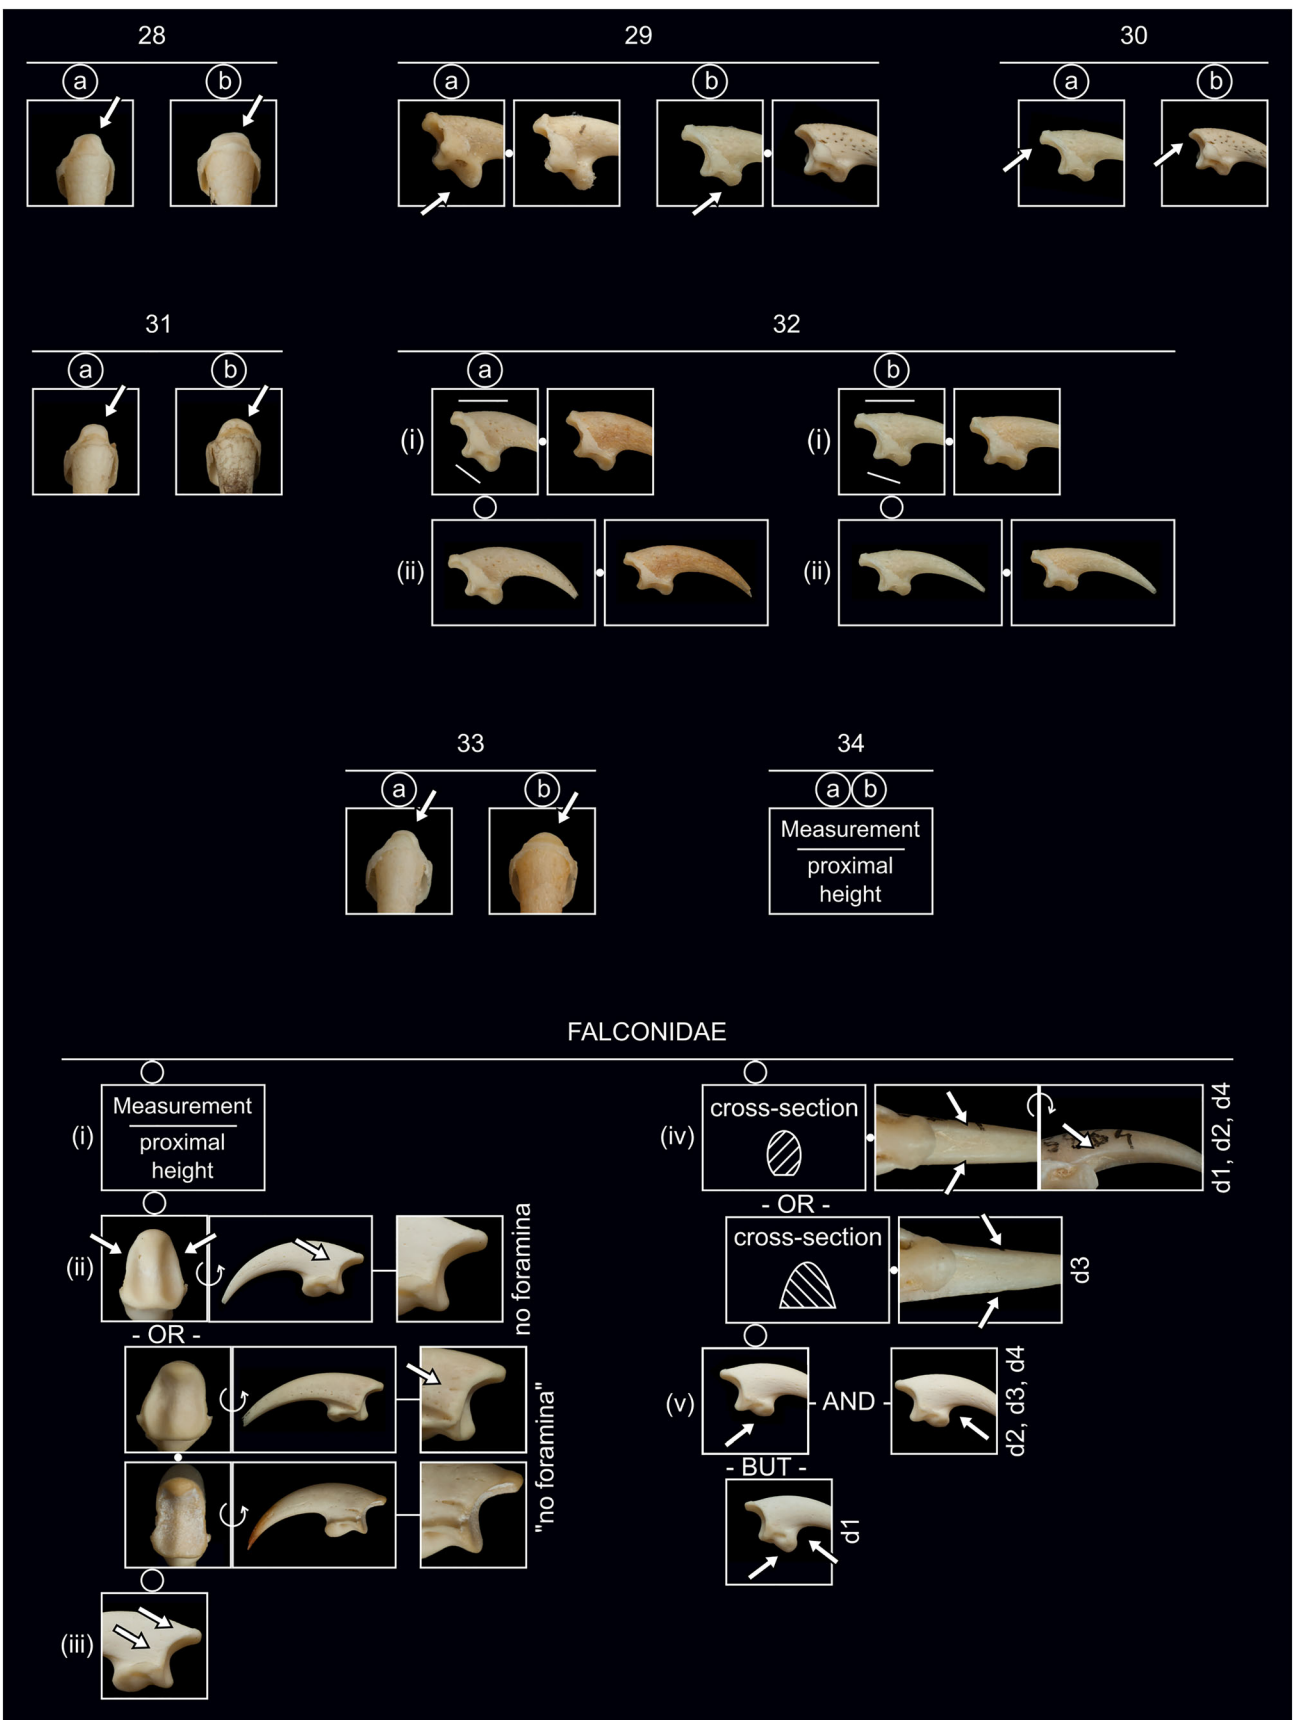 28
29
30
a
b
a
b
a
b
31
32
a
b
a
b
(i)
(i)
(ii)
(ii)
33
34
a
b
a b
Measurement
proximal
height
FALCONIDAE
(i)
Measurement
proximal
height
(ii)
no foramina
- OR -
"no foramina"
(iii)
(iv)
cross-section
d1, d2, d4
- OR -
cross-section
d3
(v)
- AND -
d2, d3, d4
- BUT -
d1